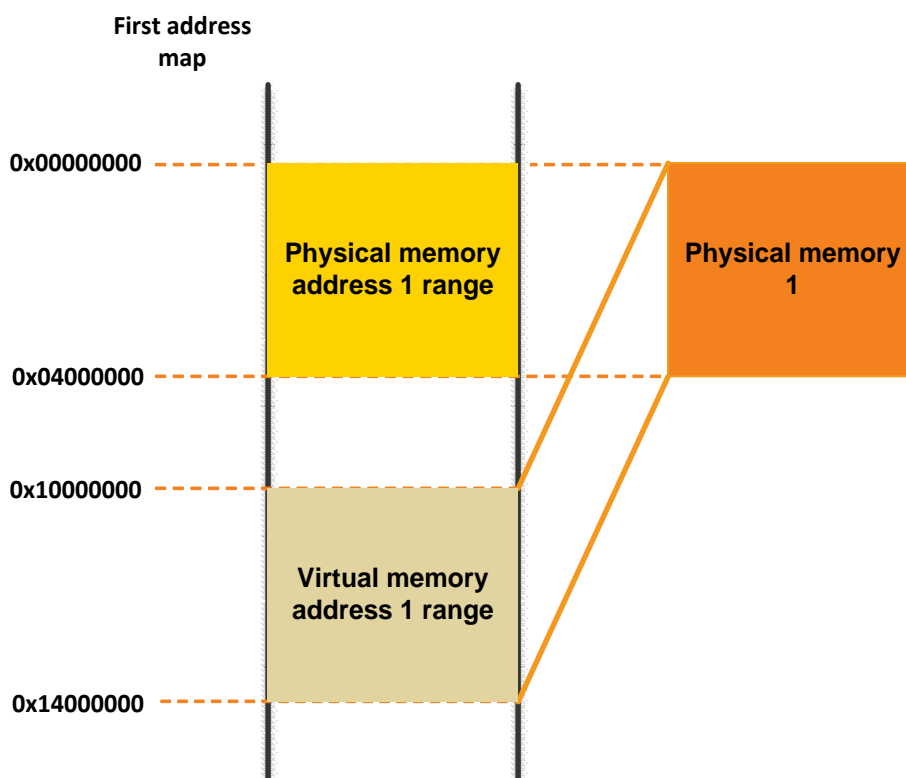 First address
map
0x00000000
Physical memory
address 1 range
Physical memory
1
0x04000000
0x10000000
Virtual memory
address 1 range
0x14000000